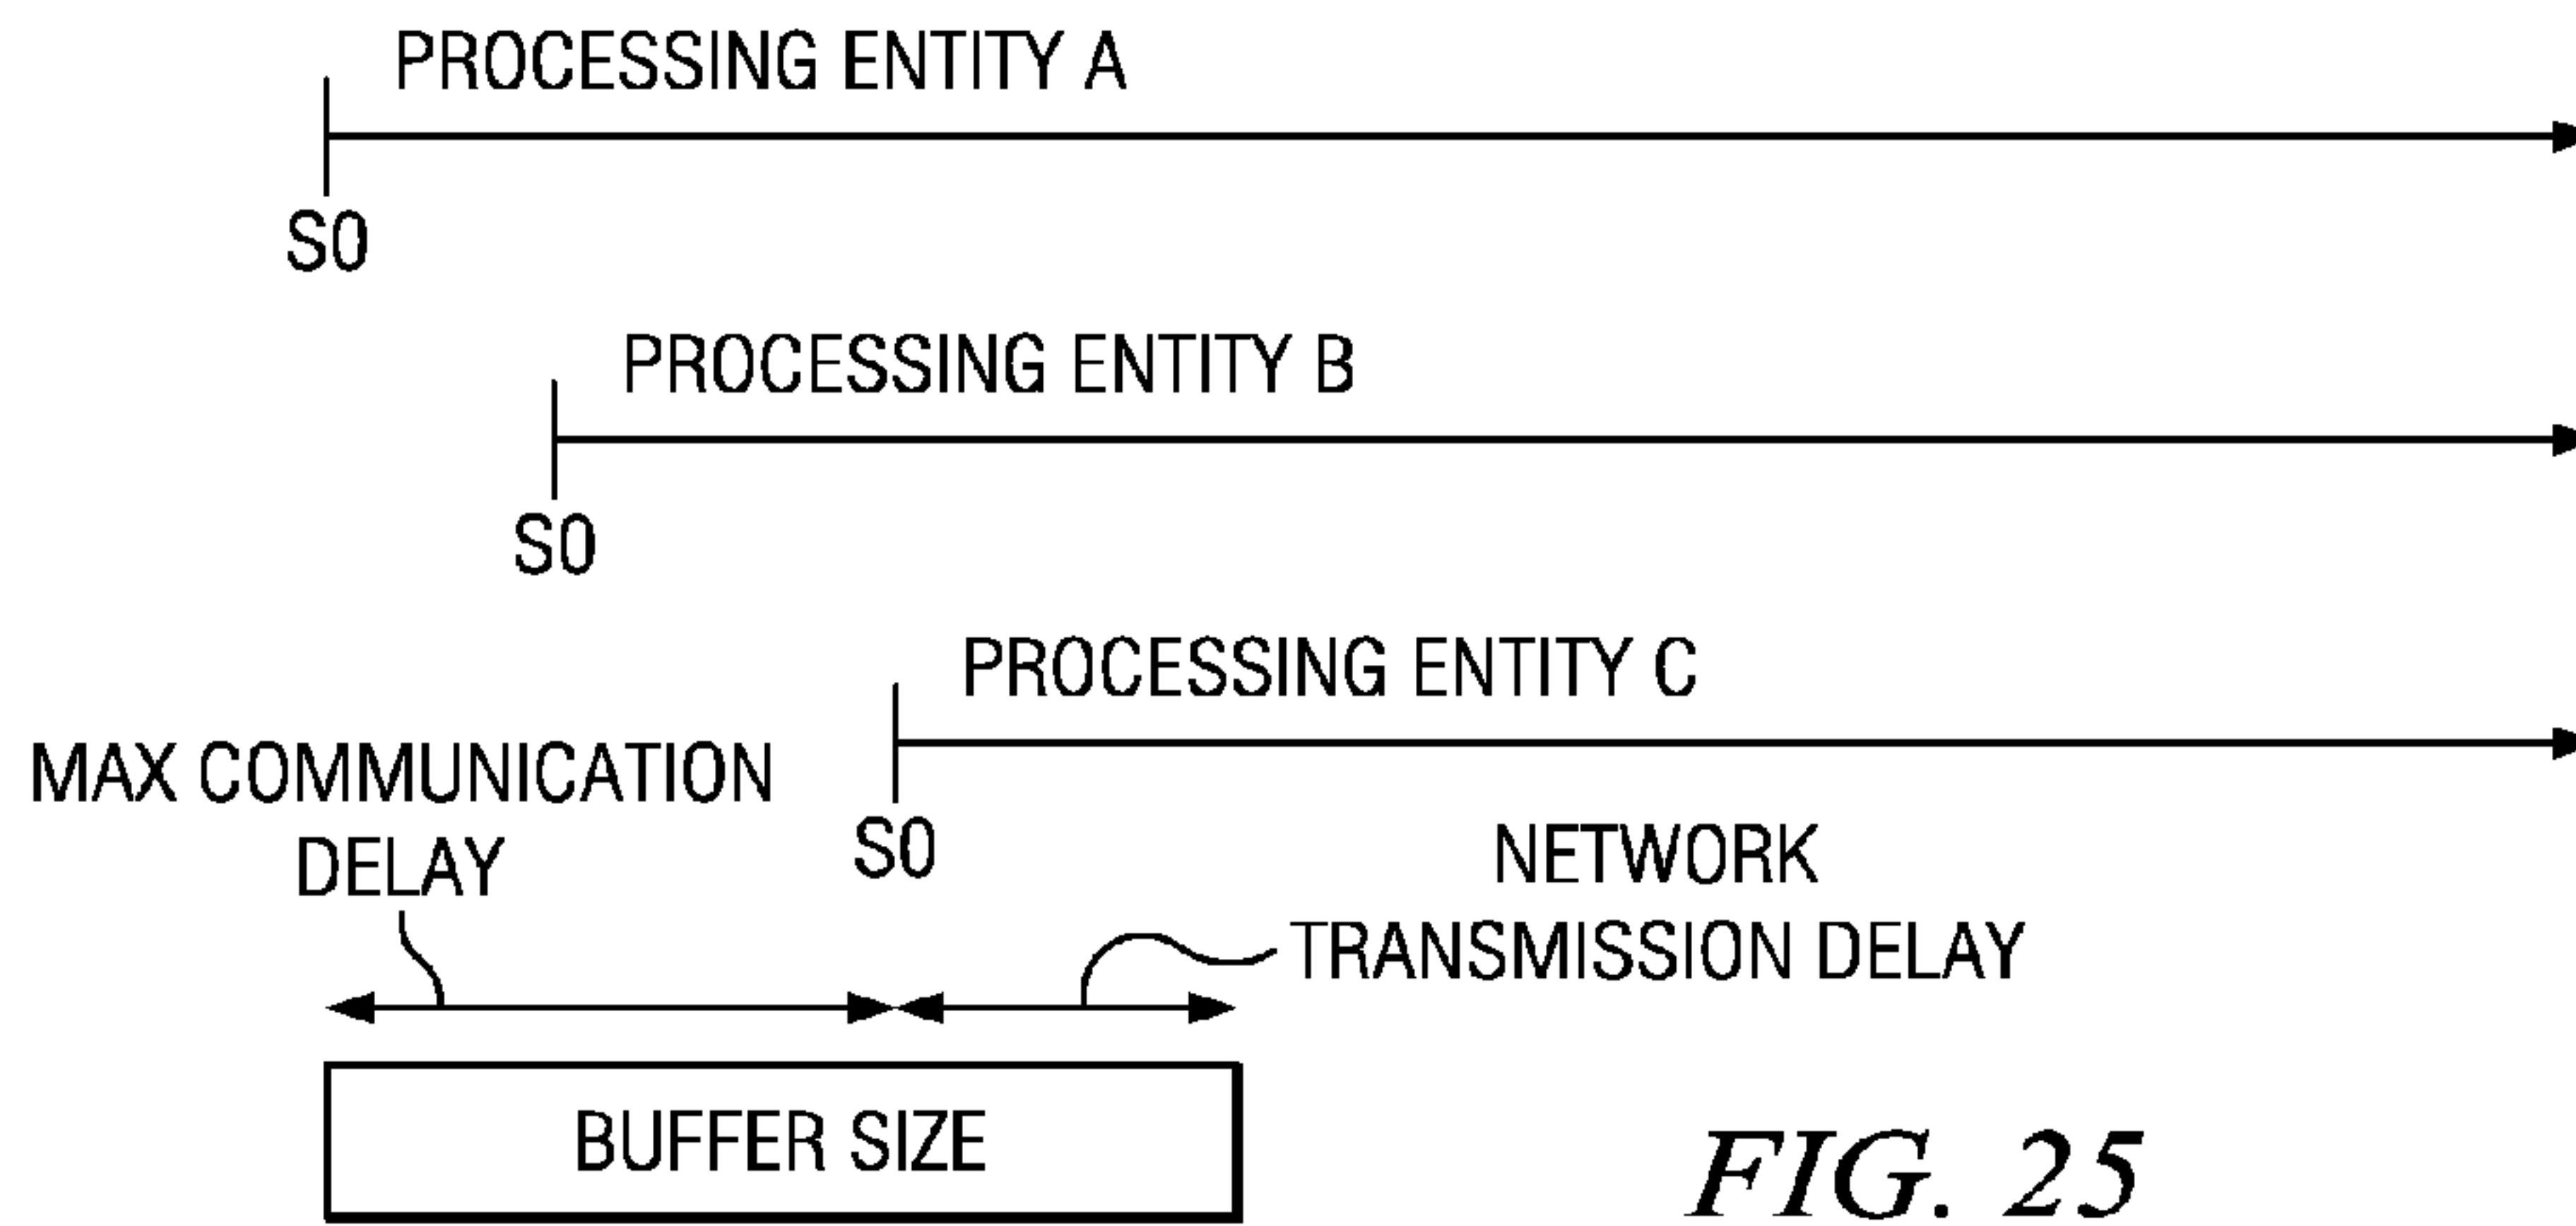 PROCESSING ENTITY A
S0
PROCESSING ENTITY B
S0
PROCESSING ENTITY C
S0
MAX COMMUNICATION
DELAY
NETWORK
TRANSMISSION DELAY
BUFFER SIZE
FIG. 25